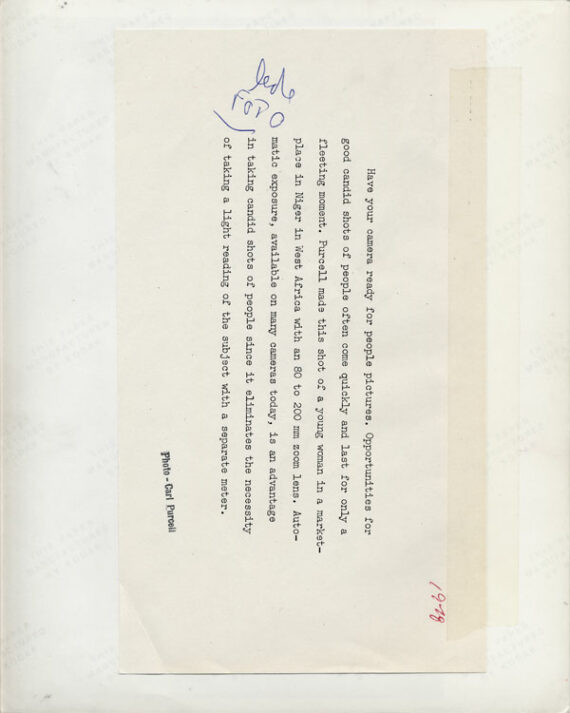 Have your camera ready for people pictures. Opportunities for
good candid shots of people often come quickly and last for only a
fleeting moment. Purcell made this shot of a young woman in a market-
place in Niger in West Africa with an 80 to 200 mm zoom lens. Auto-
matic exposure, available on many cameras today, is an advantage
in taking candid shots of people since it eliminates the necessity
of taking a light reading of the subject with a separate meter.
Photo - Carl Purcell